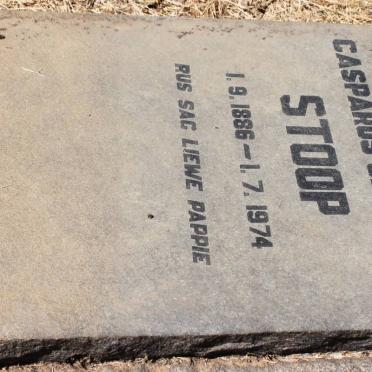 CASPARUS
STOOP
1.9.1886 – 1.7.1974
RUS SAG LIEWE PAPPIE